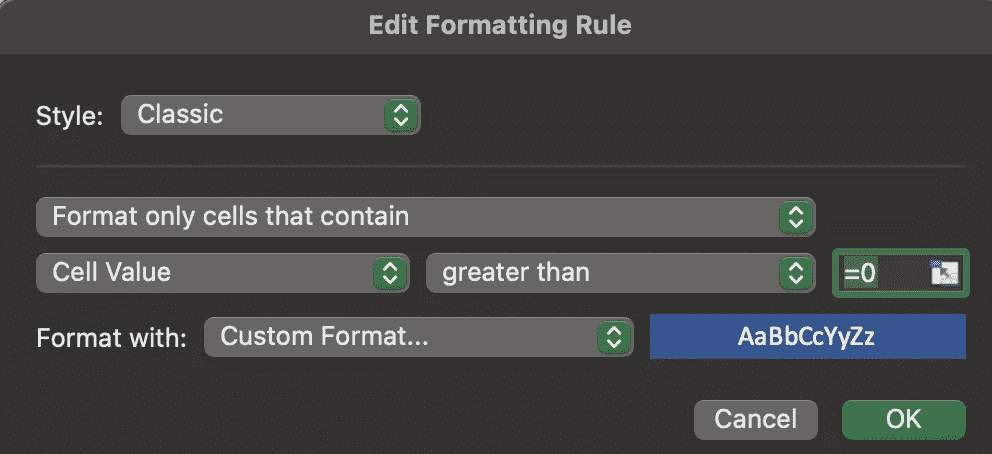 Edit Formatting Rule
Style: Classic
Format only cells that contain
Cell Value greater than =0
Format with: Custom Format... AaBbCcYyZz
Cancel OK